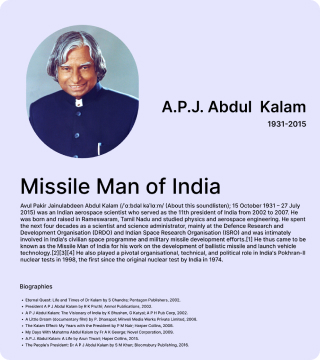 A.P.J. Abdul Kalam
1931-2015
Missile Man of India
Avul Pakir Jainulabdeen Abdul Kalam (/ˈɑːbdəl kəˈlɑːm/ (About this soundlisten); 15 October 1931 – 27 July
2015) was an Indian aerospace scientist who served as the 11th president of India from 2002 to 2007. He
was born and raised in Rameswaram, Tamil Nadu and studied physics and aerospace engineering. He spent
the next four decades as a scientist and science administrator, mainly at the Defence Research and
Development Organisation (DRDO) and Indian Space Research Organisation (ISRO) and was intimately
involved in India's civilian space programme and military missile development efforts.[1] He thus came to be
known as the Missile Man of India for his work on the development of ballistic missile and launch vehicle
technology.[2][3][4] He also played a pivotal organisational, technical, and political role in India's Pokhran-II
nuclear tests in 1998, the first since the original nuclear test by India in 1974.
Biographies
• Eternal Quest: Life and Times of Dr Kalam by S Chandra; Pentagon Publishers, 2002.
• President A P J Abdul Kalam by R K Pruthi; Anmol Publications, 2002.
• A P J Abdul Kalam: The Visionary of India by K Bhushan, G Katyal; A P H Pub Corp, 2002.
• A Little Dream (documentary film) by P. Dhanapal; Minveli Media Works Private Limited, 2008.
• The Kalam Effect: My Years with the President by P M Nair; Harper Collins, 2008.
• My Days With Mahatma Abdul Kalam by Fr A K George; Novel Corporation, 2009.
• A.P.J. Abdul Kalam: A Life by Arun Tiwari; Haper Collins, 2015.
• The People's President: Dr A P J Abdul Kalam by S M Khan; Bloomsbury Publishing, 2016.